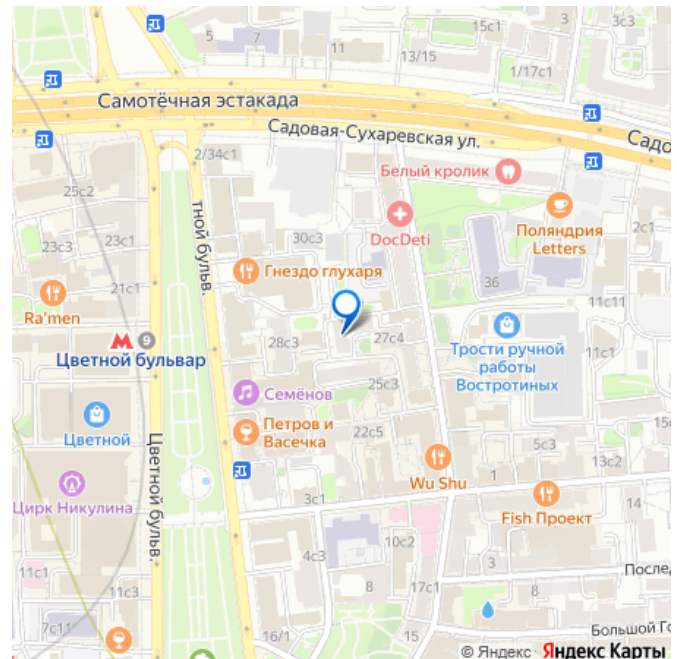 5
7
11
13/15
3
1/17с1
3с3
Самотёчная эстакада
Садовая-Сухаревская ул.
Садо
2/34с1
Белый кролик
25с2
DocDeti
Поляндрия
Letters
2с1
23с3
23с1
тной бульв.
30с3
Гнездо глухаря
36
21с1
11с11
Ra'men
Цветной бульвар
9
28с3
27с4
Трости ручной
работы
Востротиных
25с3
Семёнов
Цветной
Петров и
Васечка
22с5
15
5с3
13с2
Wu Shu
Цирк Никулина
Цветной бульв.
3с1
Fish Проект
14
4с3
10с2
11с1
11с3
8
17с1
8
Послед
7с11
16/1
15
3
Большой Го
© Яндекс Яндекс Карты